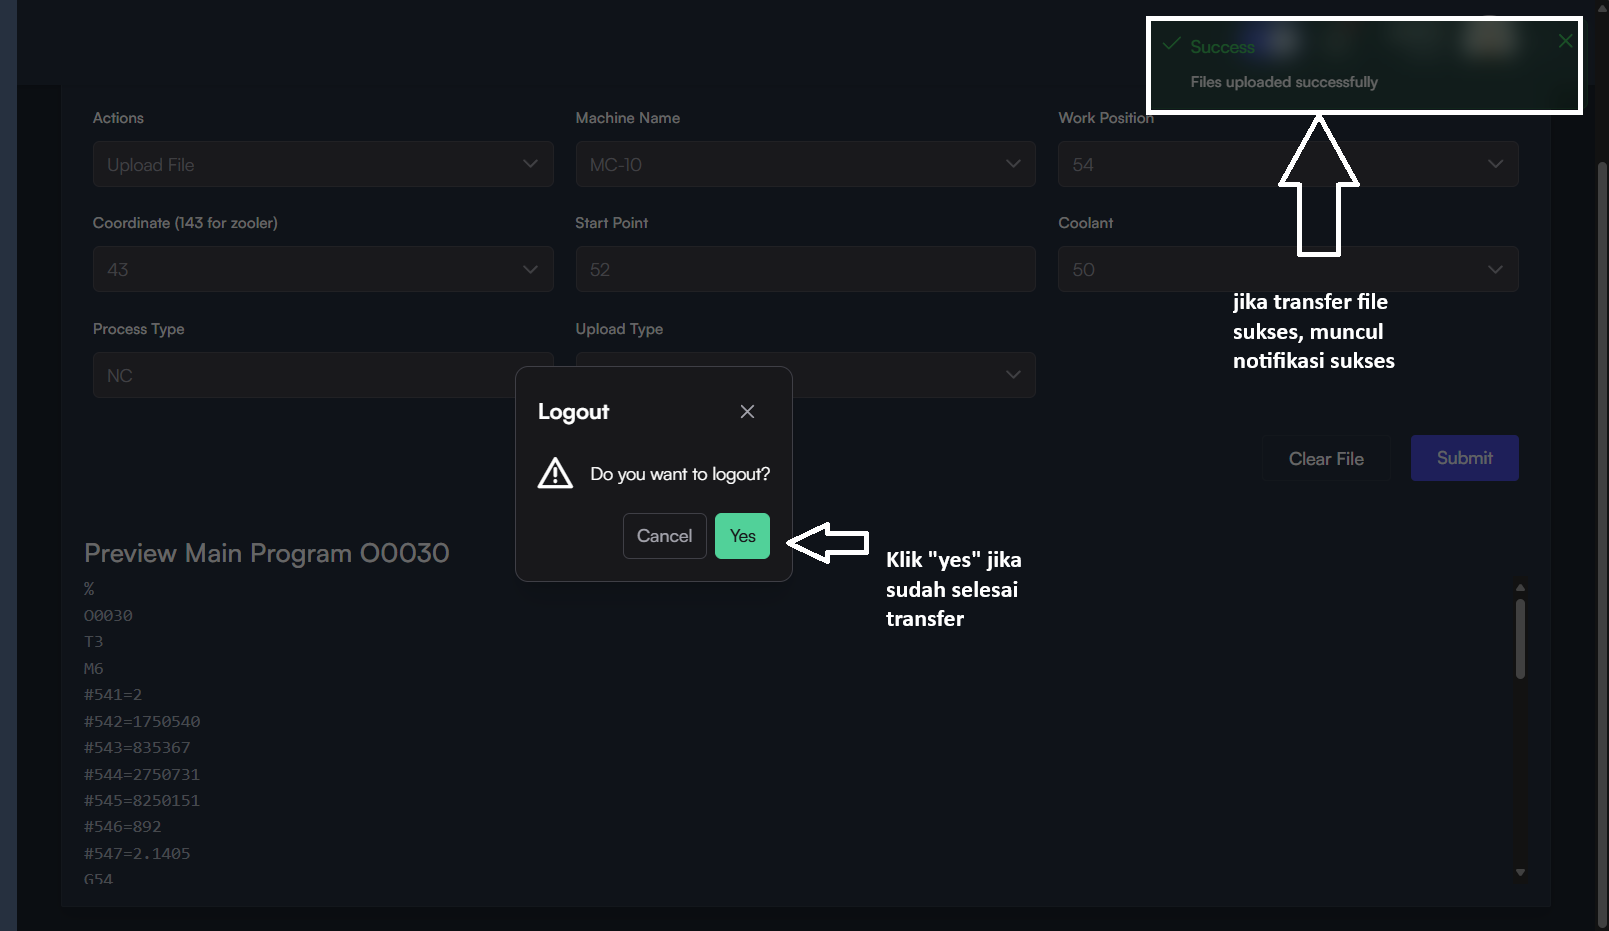 Success
Files uploaded successfully
Actions
Machine Name
Work Position
Upload File
MC-10
54
Coordinate (143 for zooler)
Start Point
Coolant
43
52
50
jika transfer file
sukses, muncul
notifikasi sukses
Process Type
Upload Type
NC
Logout
Do you want to logout?
Cancel
Yes
Clear File
Submit
Klik "yes" jika
sudah selesai
transfer
Preview Main Program O0030
%
O0030
T3
M6
#541=2
#542=1750540
#543=835367
#544=2750731
#545=8250151
#546=892
#547=2.1405
G54